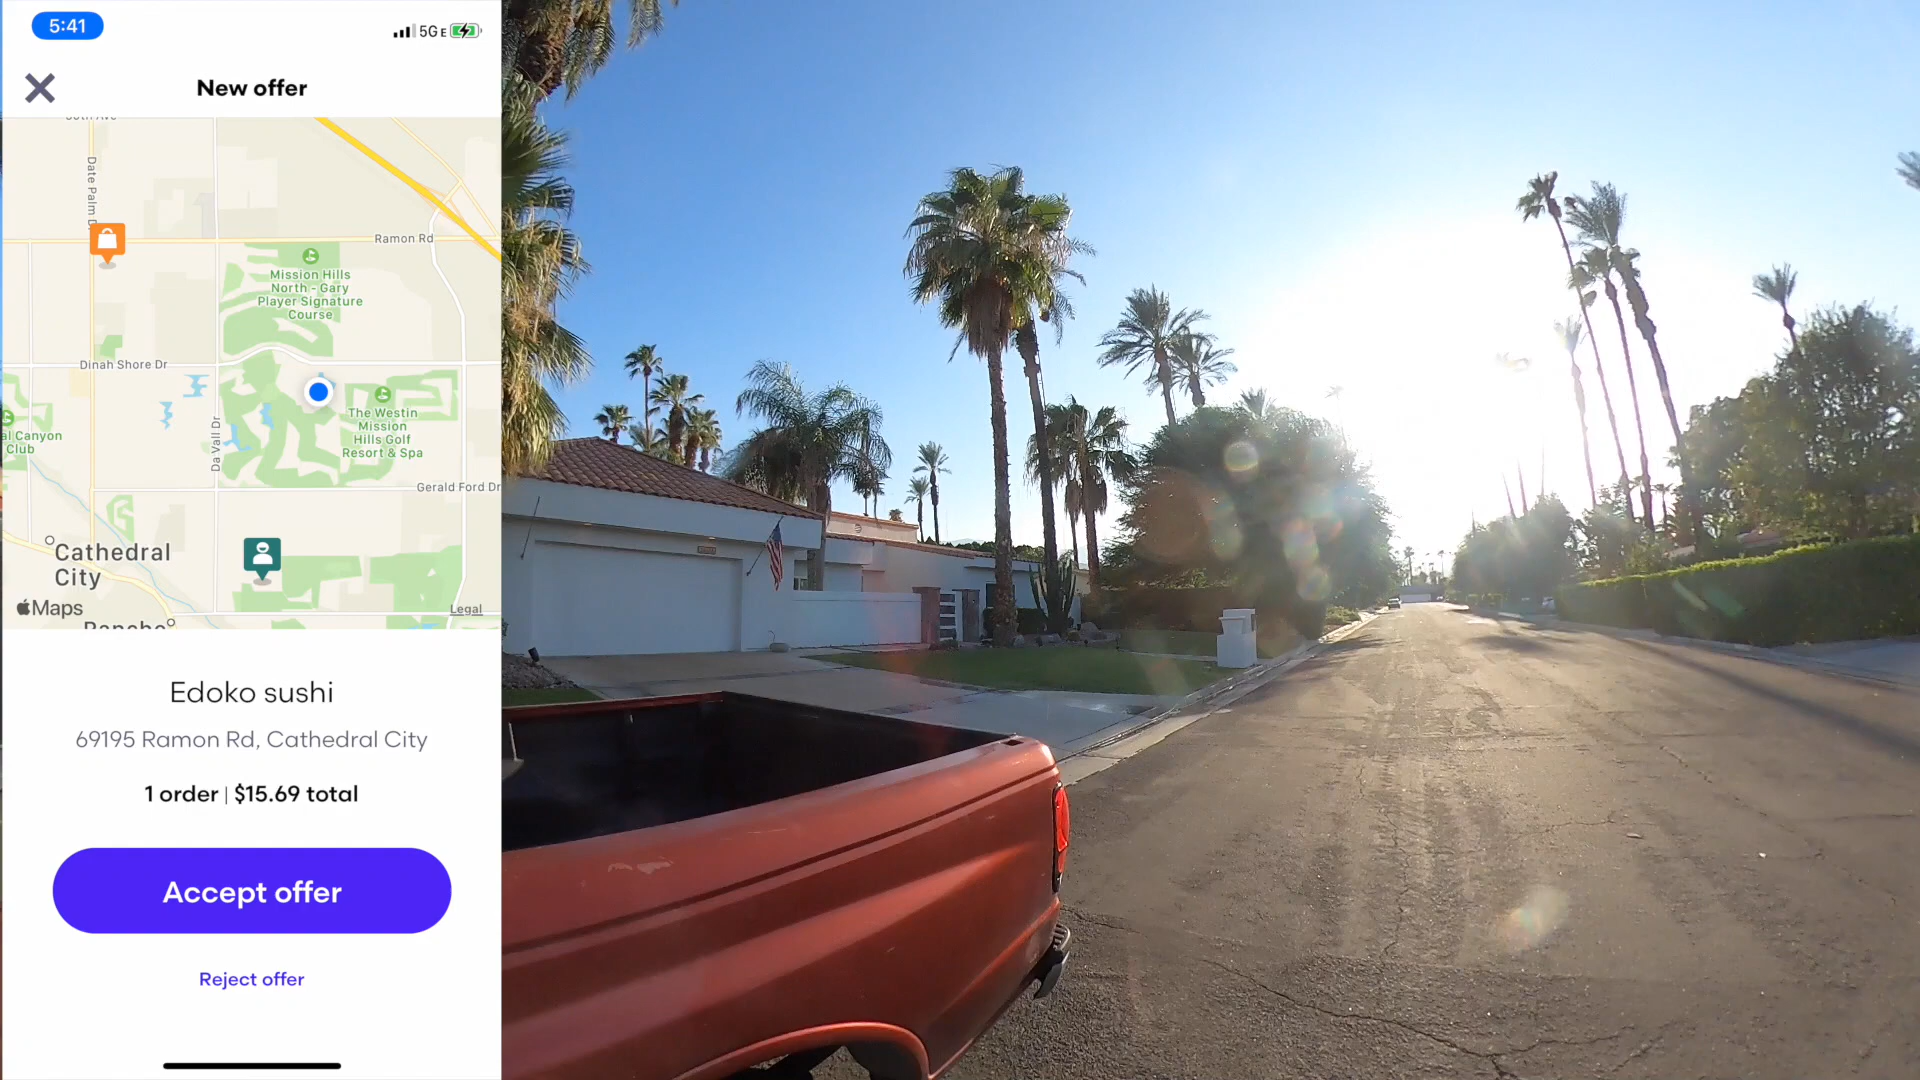 5:41
5G E
New offer
Date Palm D
Ramon Rd
Mission Hills
North - Gary
Player Signature
Course
Dinah Shore Dr
The Westin
Mission
Hills Golf
Resort & Spa
al Canyon
Club
Da Vall Dr
Gerald Ford Dr
Cathedral
City
Maps
Legal
Edoko sushi
69195 Ramon Rd, Cathedral City
1 order | $15.69 total
Accept offer
Reject offer